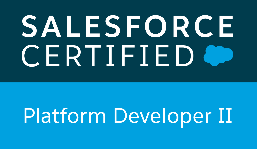 SALESFORCE
CERTIFIED
Platform Developer II